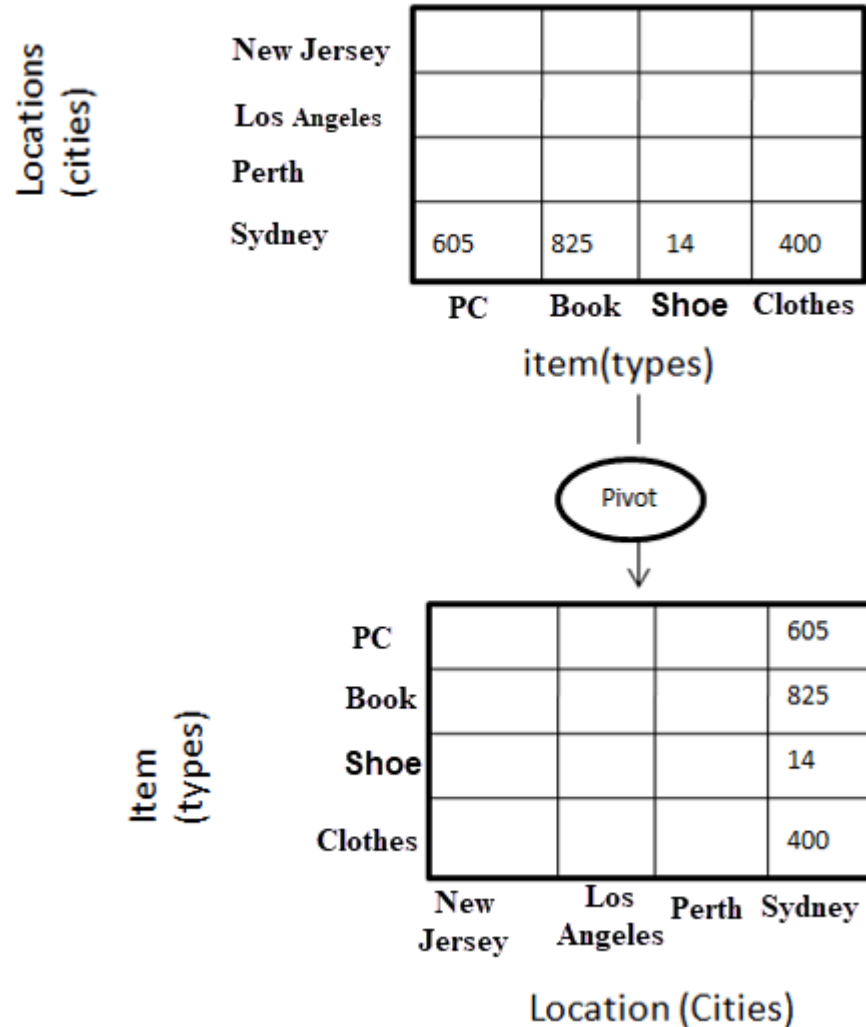 Locations
(cities)
New Jersey
Los Angeles
Perth
Sydney
605 825 14 400
PC Book Shoe Clothes
item(types)
Pivot
Item
(types)
PC 605
Book 825
Shoe 14
Clothes 400
New Los Perth Sydney
Jersey Angeles
Location (Cities)